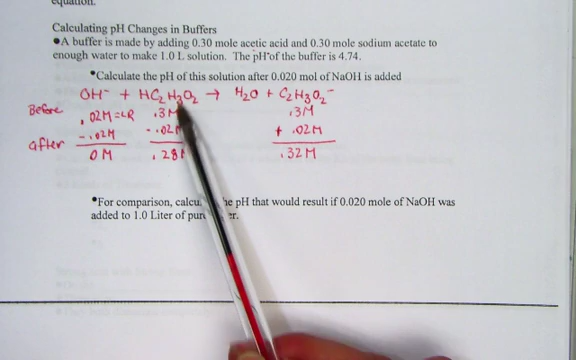 equation.
Calculating pH Changes in Buffers
•A buffer is made by adding 0.30 mole acetic acid and 0.30 mole sodium acetate to
enough water to make 1.0 L solution. The pH of the buffer is 4.74.
•Calculate the pH of this solution after 0.020 mol of NaOH is added
OH⁻ + HC₂H₃O₂ → H₂O + C₂H₃O₂⁻
Before .02M=LR .3M .3M
-.02M -.02M + .02M
after 0M .28M .32M
•For comparison, the pH that would result if 0.020 mole of NaOH was
added to 1.0 Liter of